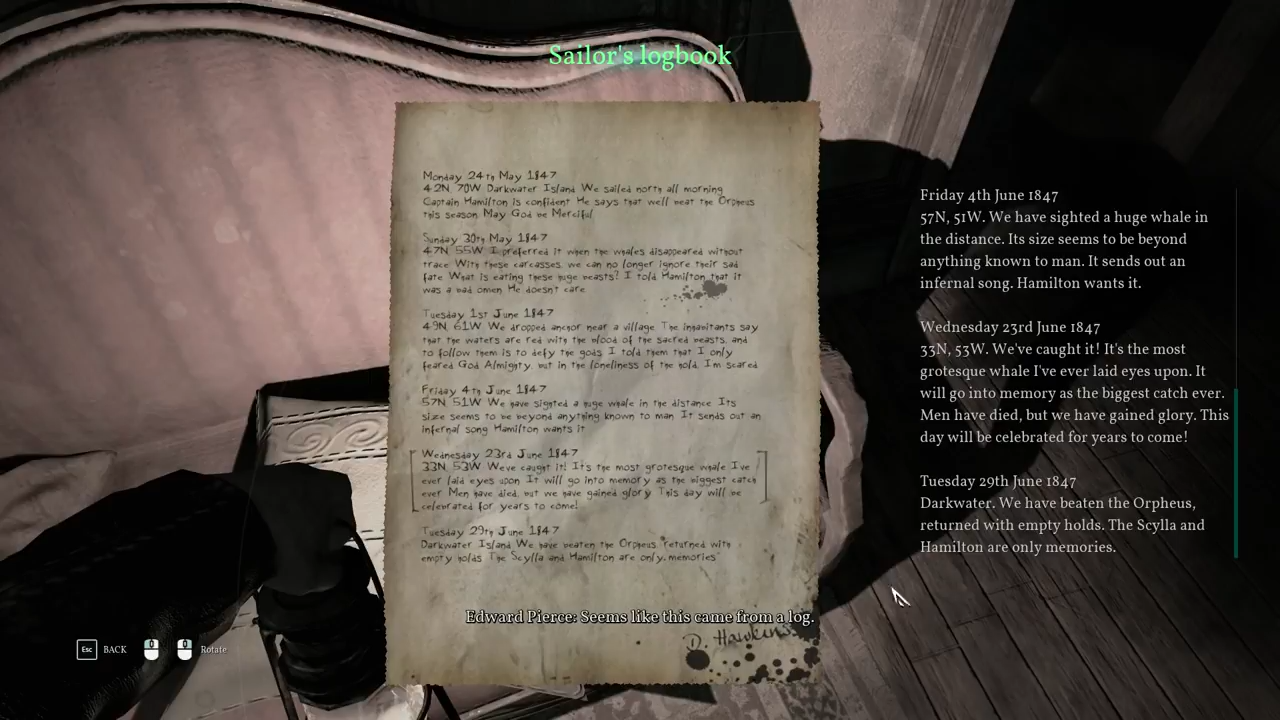 Sailor's logbook
Monday 24th May 1847
42N, 70W Darkwater Island We sailed north all morning
Captain Hamilton is confident He says that well beat the Orpheus
this season May God be Merciful
Sunday 30th May 1847
47N 55W I preferred it when the whales disappeared without
trace With these carcasses we can no longer ignore their sad
fate What is eating these huge beasts? I told Hamilton that it
was a bad omen He doesnt care
Tuesday 1st June 1847
49N 61W We dropped anchor near a village The inhabitants say
that the waters are red with the blood of the sacred beasts, and
to follow them is to defy the gods I told them that I only
feared God Almighty, but in the loneliness of the hold I'm scared
Friday 4th June 1847
57N 51W We have sighted a huge whale in the distance Its
size seems to be beyond anything known to man It sends out an
infernal song Hamilton wants it
Wednesday 23rd June 1847
33N 53W Weve caught it! It's the most grotesque whale I've
ever laid eyes upon It will go into memory as the biggest catch
ever Men have died, but we have gained glory This day will be
celebrated for years to come!
Tuesday 29th June 1847
Darkwater Island We have beaten the Orpheus returned with
empty holds The Scylla and Hamilton are only memories
D. Hawkins
Friday 4th June 1847
57N, 51W. We have sighted a huge whale in
the distance. Its size seems to be beyond
anything known to man. It sends out an
infernal song. Hamilton wants it.
Wednesday 23rd June 1847
33N, 53W. We've caught it! It's the most
grotesque whale I've ever laid eyes upon. It
will go into memory as the biggest catch ever.
Men have died, but we have gained glory. This
day will be celebrated for years to come!
Tuesday 29th June 1847
Darkwater. We have beaten the Orpheus,
returned with empty holds. The Scylla and
Hamilton are only memories.
Edward Pierce: Seems like this came from a log.
Esc BACK Rotate